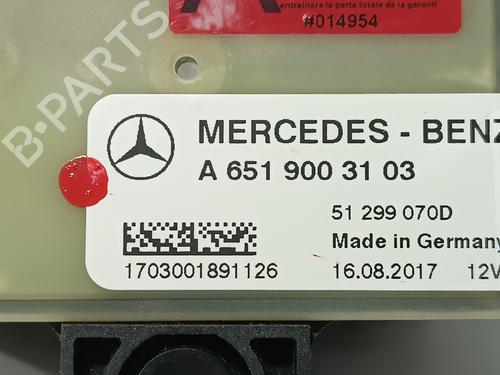 entraînera la perte totale de la garanti
#014954
B-PARTS
MERCEDES - BENZ
A 651 900 31 03
51 299 070D
Made in Germany
1703001891126
16.08.2017 12V